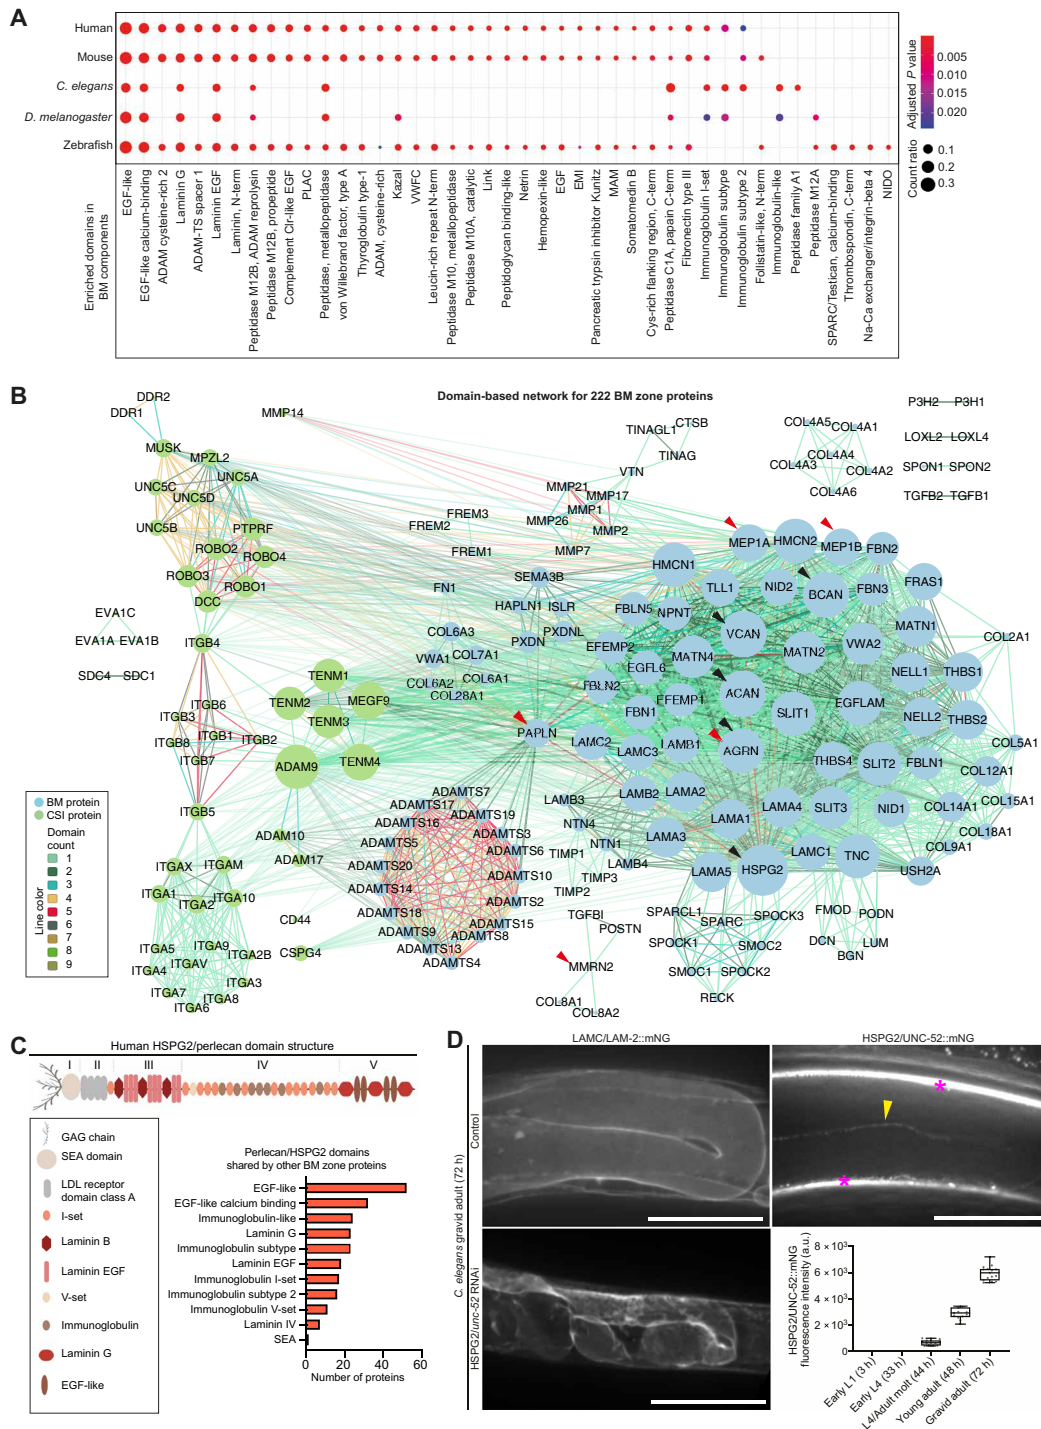 A
Human
Mouse
C. elegans
D. melanogaster
Zebrafish
Enriched domains in
BM components
EGF-like
EGF-like calcium-binding
ADAM cysteine-rich 2
Laminin G
ADAM-TS spacer 1
Laminin EGF
Laminin, N-term
Peptidase M12B, ADAM reprolysin
Peptidase M12B, propeptide
Complement Clr-like EGF
PLAC
Peptidase, metallopeptidase
von Willebrand factor, type A
Thyroglobulin type-1
ADAM, cysteine-rich
Kazal
VWFC
Leucin-rich repeat N-term
Peptidase M10, metallopeptidase
Peptidase M10A, catalytic
Link
Peptidoglycan binding-like
Netrin
Hemopexin-like
EGF
EMI
Pancreatic trypsin inhibitor Kunitz
MAM
Somatomedin B
Cys-rich flanking region, C-term
Peptidase C1A, papain C-term
Fibronectin type III
Immunoglobulin I-set
Immunoglobulin subtype
Immunoglobulin subtype 2
Follistatin-like, N-term
Immunoglobulin-like
Peptidase family A1
Peptidase M12A
SPARC/Testican, calcium-binding
Thrombospondin, C-term
Na-Ca exchanger/integrin-beta 4
NIDO
Adjusted P value
0.005
0.010
0.015
0.020
Count ratio
0.1
0.2
0.3
B
Domain-based network for 222 BM zone proteins
DDR2
DDR1
MUSK
MPZL2
UNC5A
UNC5C
UNC5D
UNC5B
PTPRF
ROBO2
ROBO4
ROBO3
ROBO1
DCC
MMP14
EVA1C
EVA1A EVA1B
SDC4 SDC1
ITGB4
ITGB6
ITGB3
ITGB1
ITGB2
ITGB8
ITGB7
ITGB5
TENM1
TENM2
MEGF9
TENM3
TENM4
ADAM9
ADAM10
ADAM17
ITGAX
ITGAM
ITGA1
ITGA2
ITGA10
CD44
CSPG4
ITGA5
ITGA9
ITGA2B
ITGAV
ITGA4
ITGA3
ITGA7
ITGA8
ITGA6
TINAGL1
CTSB
TINAG
VTN
MMP21
MMP17
MMP1
MMP26
MMP2
MMP7
FREM3
FREM2
FREM1
FN1
SEMA3B
HAPLN1
ISLR
PXDN
PXDNL
COL6A3
VWA1
COL7A1
COL6A2
COL6A1
COL28A1
PAPLN
COL4A5
COL4A1
COL4A4
COL4A3
COL4A2
COL4A6
P3H2 P3H1
LOXL2 LOXL4
SPON1 SPON2
TGFB2 TGFB1
MEP1A
HMCN2
MEP1B
FBN2
HMCN1
TLL1
NID2
BCAN
FBN3
FRAS1
FBLN5
NPNT
VCAN
MATN1
COL2A1
EFEMP2
MATN4
MATN2
VWA2
EGFL6
NELL1
THBS1
FBLN2
EFEMP1
ACAN
EGFLAM
FBN1
SLIT1
NELL2
THBS2
LAMC2
LAMC3
LAMB1
AGRN
THBS4
SLIT2
FBLN1
COL5A1
COL12A1
LAMB2
LAMA2
LAMA4
SLIT3
NID1
COL14A1
COL15A1
LAMA1
LAMA3
COL18A1
COL9A1
LAMC1
TNC
LAMA5
HSPG2
USH2A
LAMB3
NTN4
NTN1
TIMP1
LAMB4
TIMP3
TIMP2
ADAMTS7
ADAMTS17
ADAMTS19
ADAMTS16
ADAMTS3
ADAMTS5
ADAMTS6
ADAMTS20
ADAMTS10
ADAMTS14
ADAMTS2
ADAMTS18
ADAMTS15
ADAMTS9
ADAMTS8
ADAMTS13
ADAMTS4
TGFBI
POSTN
MMRN2
COL8A1
COL8A2
SPARCL1
SPARC
SPOCK3
SPOCK1
SMOC2
SMOC1
SPOCK2
RECK
FMOD
PODN
DCN
LUM
BGN
BM protein
CSI protein
Domain
count
Line color
1
2
3
4
5
6
7
8
9
C
Human HSPG2/perlecan domain structure
I II III IV V
GAG chain
SEA domain
LDL receptor
domain class A
I-set
Laminin B
Laminin EGF
V-set
Immunoglobulin
Laminin G
EGF-like
Perlecan/HSPG2 domains
shared by other BM zone proteins
EGF-like
EGF-like calcium binding
Immunoglobulin-like
Laminin G
Immunoglobulin subtype
Laminin EGF
Immunoglobulin I-set
Immunoglobulin subtype 2
Immunoglobulin V-set
Laminin IV
SEA
0 20 40 60
Number of proteins
D
LAMC/LAM-2::mNG
HSPG2/UNC-52::mNG
C. elegans gravid adult (72 h)
Control
HSPG2/unc-52 RNAi
*
*
HSPG2/UNC-52::mNG
fluorescence intensity (a.u.)
8 × 10³
6 × 10³
4 × 10³
2 × 10³
0
Early L1 (3 h)
Early L4 (33 h)
L4/Adult molt (44 h)
Young adult (48 h)
Gravid adult (72 h)